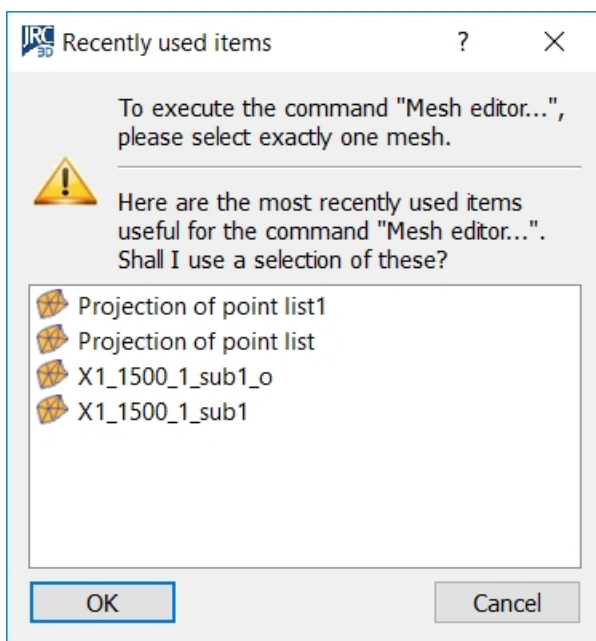 JRC
3D
Recently used items
?
To execute the command "Mesh editor...",
please select exactly one mesh.
Here are the most recently used items
useful for the command "Mesh editor...".
Shall I use a selection of these?
Projection of point list1
Projection of point list
X1_1500_1_sub1_o
X1_1500_1_sub1
OK
Cancel